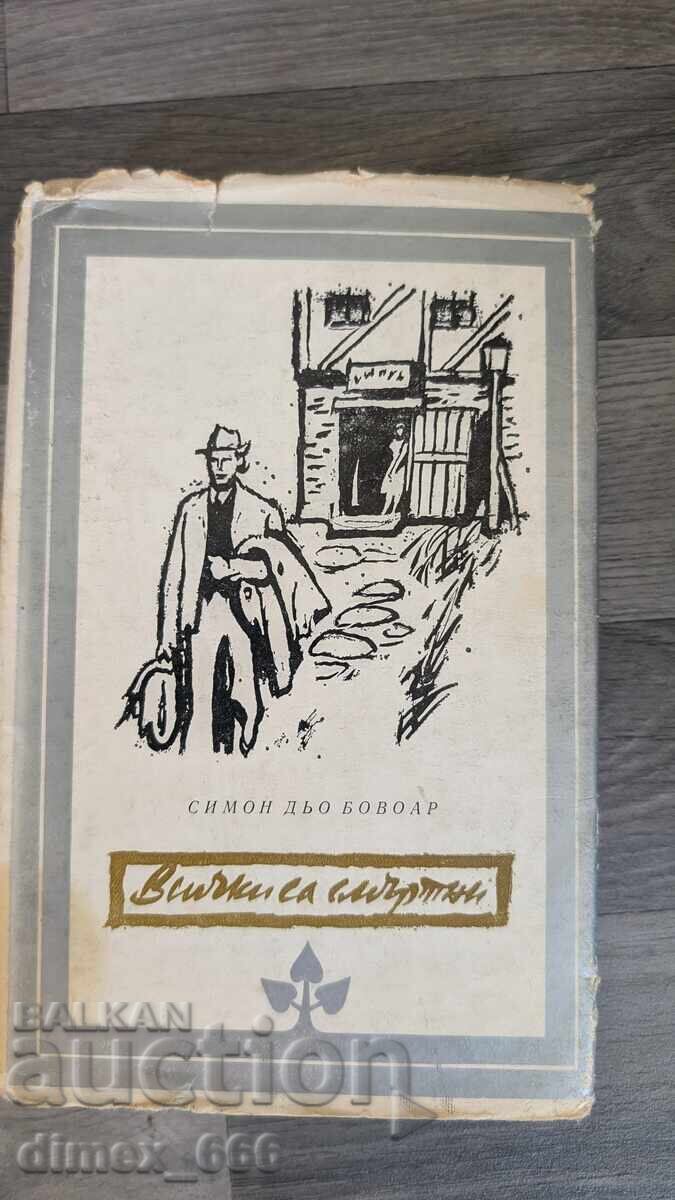 СИМОН ДЬО БОВОАР
Всички са смъртни
BALKAN
auction
dimex_666